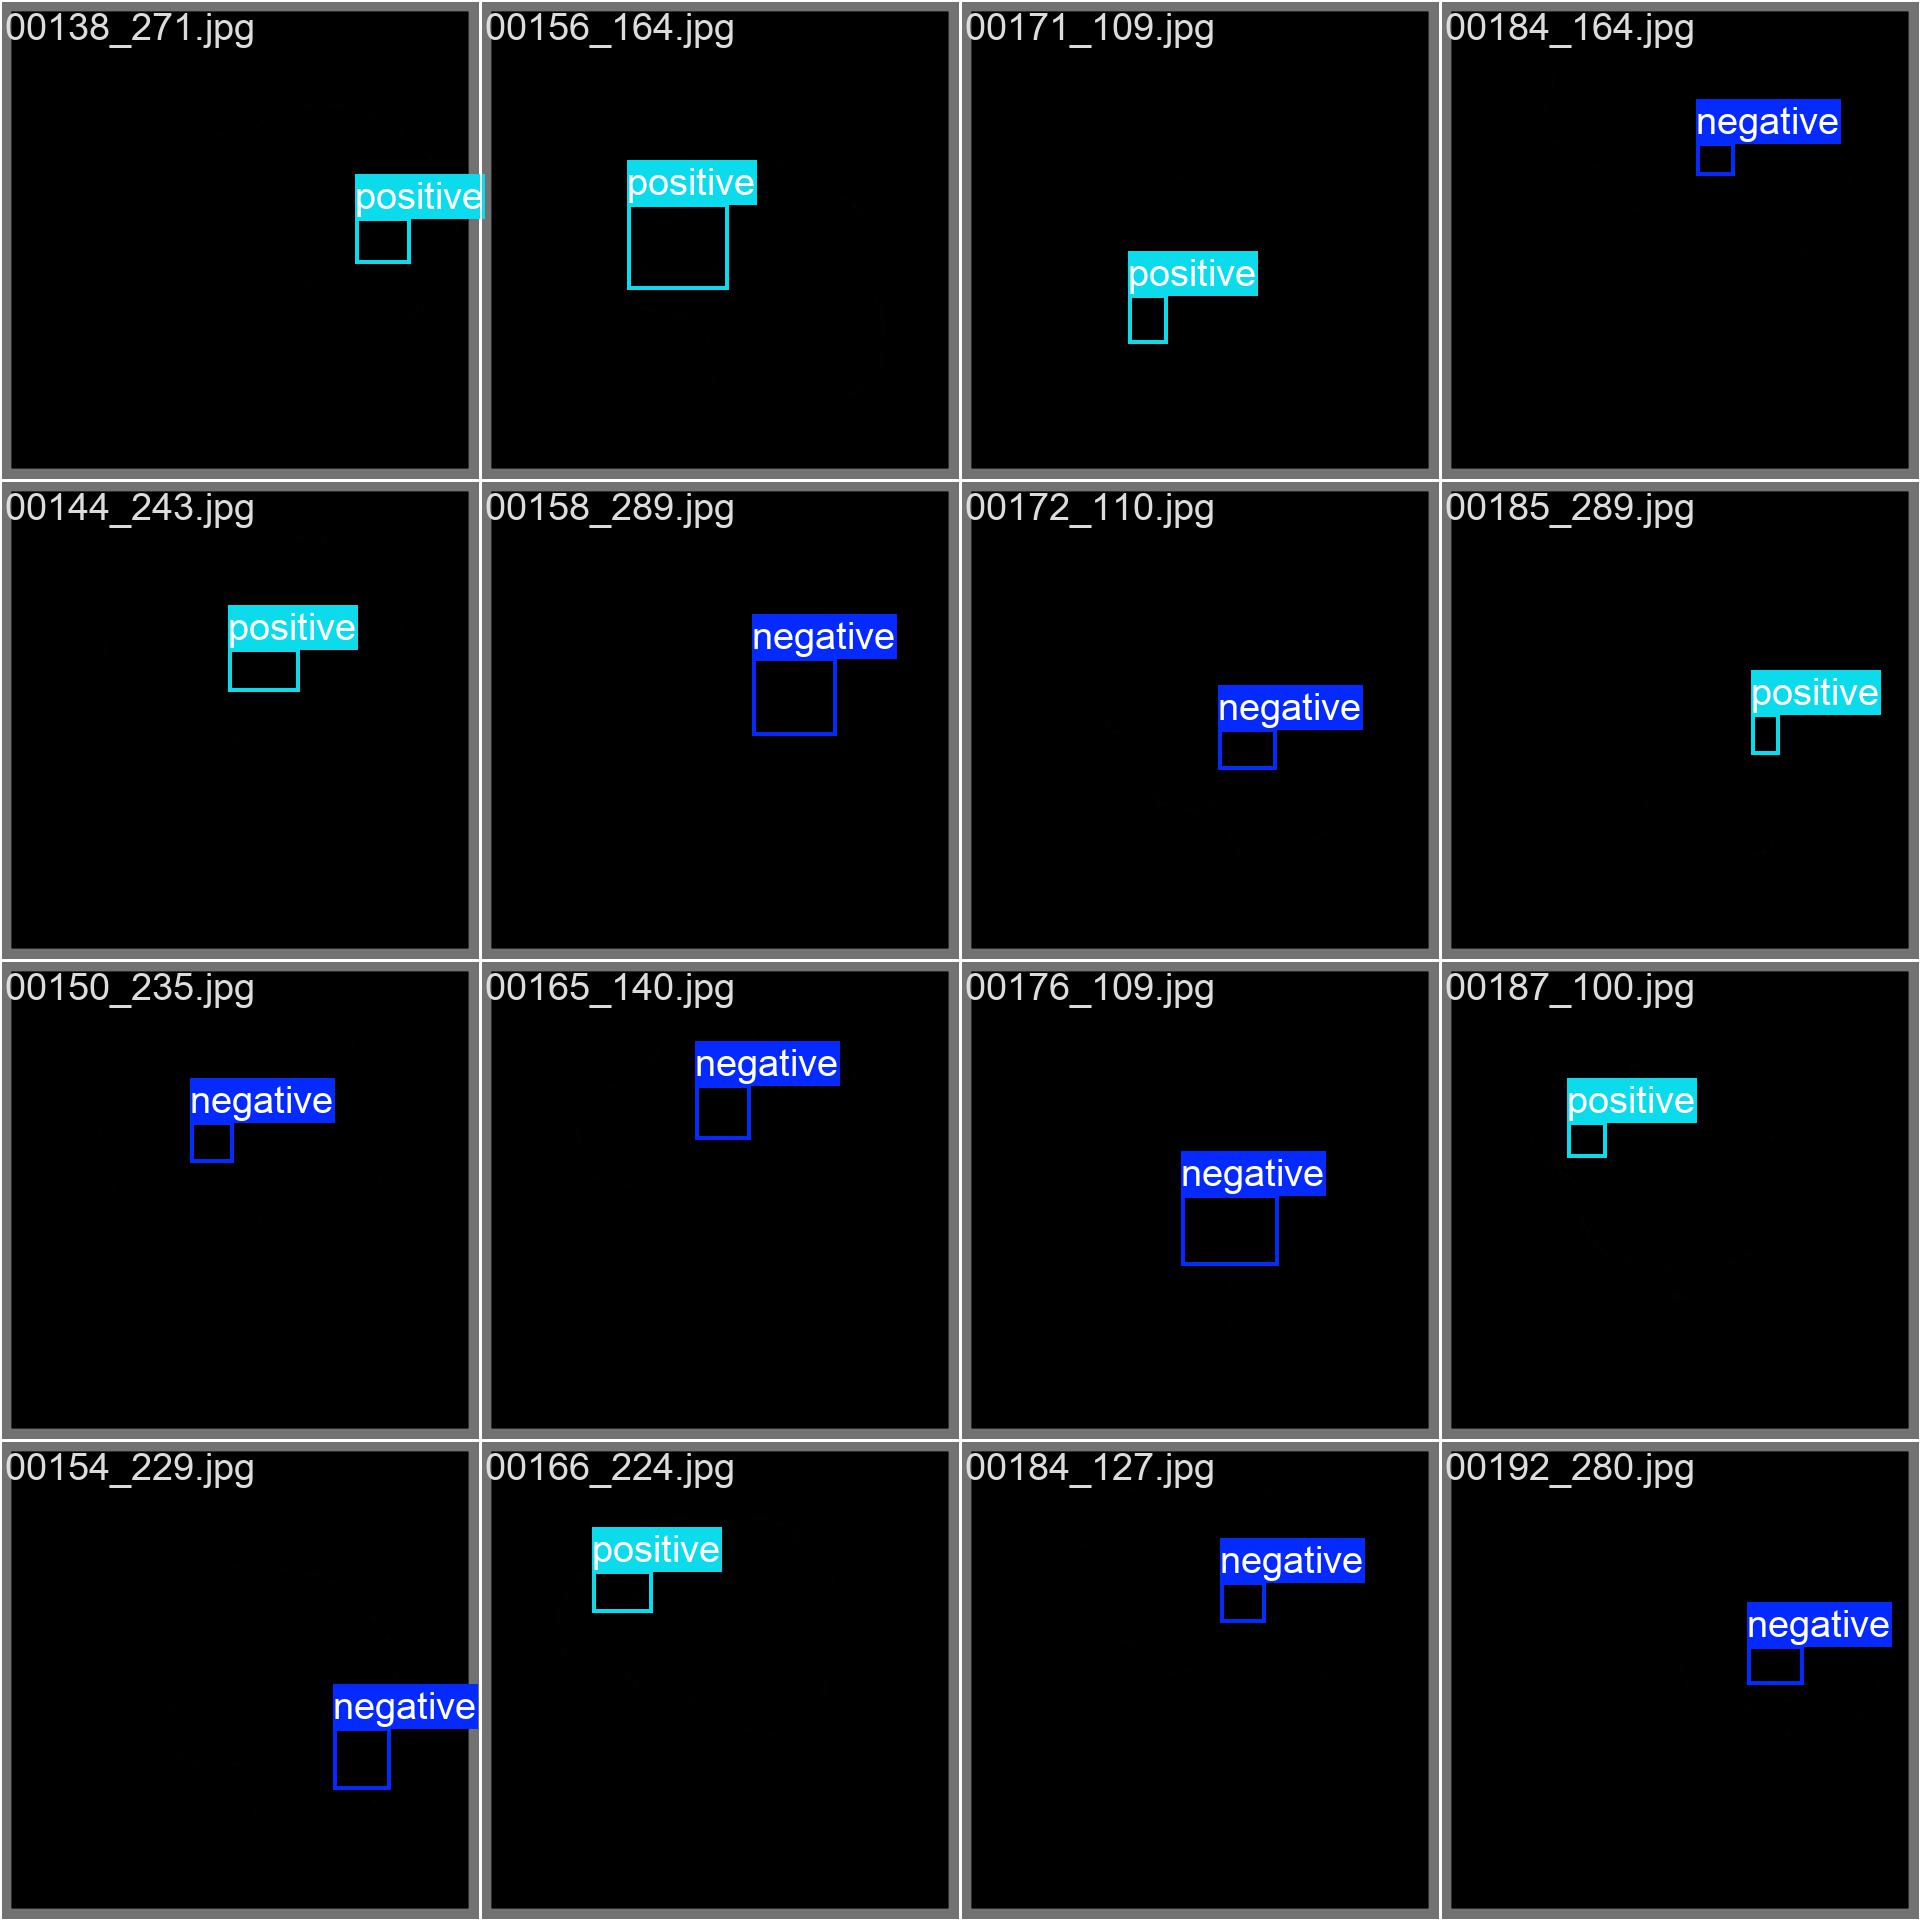 00138_271.jpg
positive
00156_164.jpg
positive
00171_109.jpg
positive
00184_164.jpg
negative
00144_243.jpg
positive
00158_289.jpg
negative
00172_110.jpg
negative
00185_289.jpg
positive
00150_235.jpg
negative
00165_140.jpg
negative
00176_109.jpg
negative
00187_100.jpg
positive
00154_229.jpg
negative
00166_224.jpg
positive
00184_127.jpg
negative
00192_280.jpg
negative